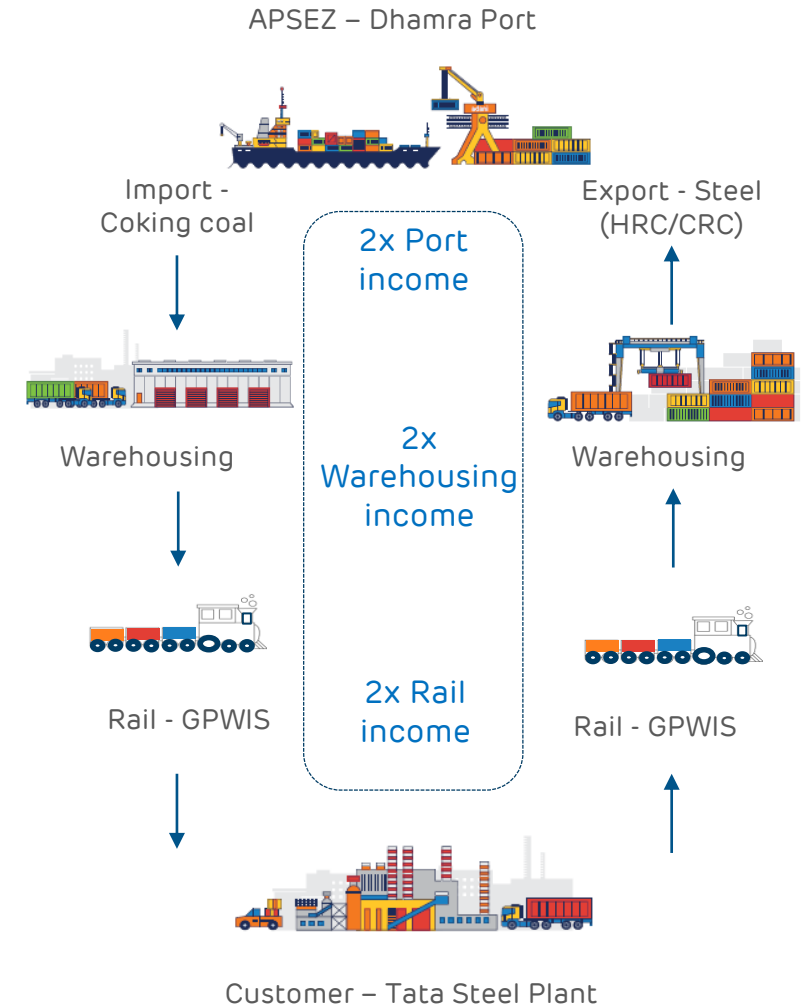 APSEZ – Dhamra Port
adani
Import -
Coking coal
Export - Steel
(HRC/CRC)
2x Port
income
Warehousing
2x
Warehousing
income
Warehousing
Rail - GPWIS
2x Rail
income
Rail - GPWIS
Customer – Tata Steel Plant